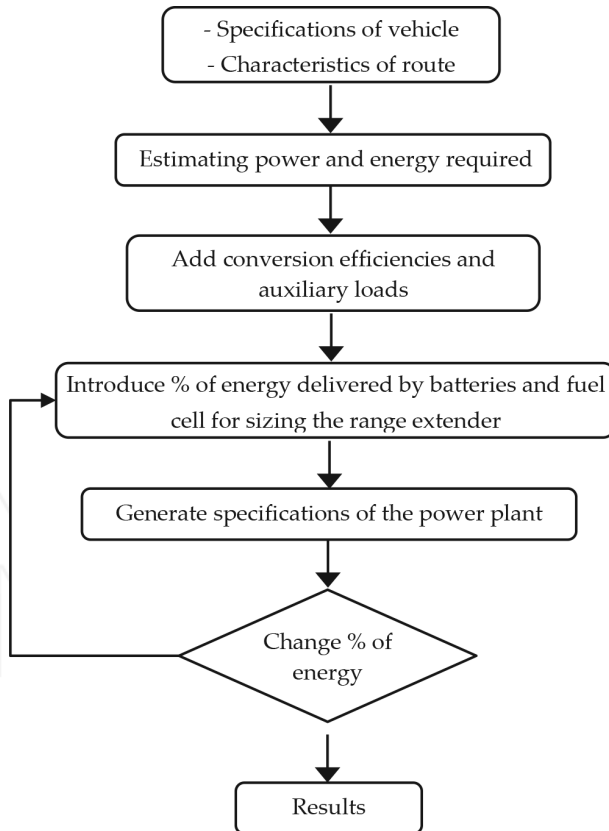 - Specifications of vehicle
- Characteristics of route
Estimating power and energy required
Add conversion efficiencies and
auxiliary loads
Introduce % of energy delivered by batteries and fuel
cell for sizing the range extender
Generate specifications of the power plant
Change % of
energy
Results